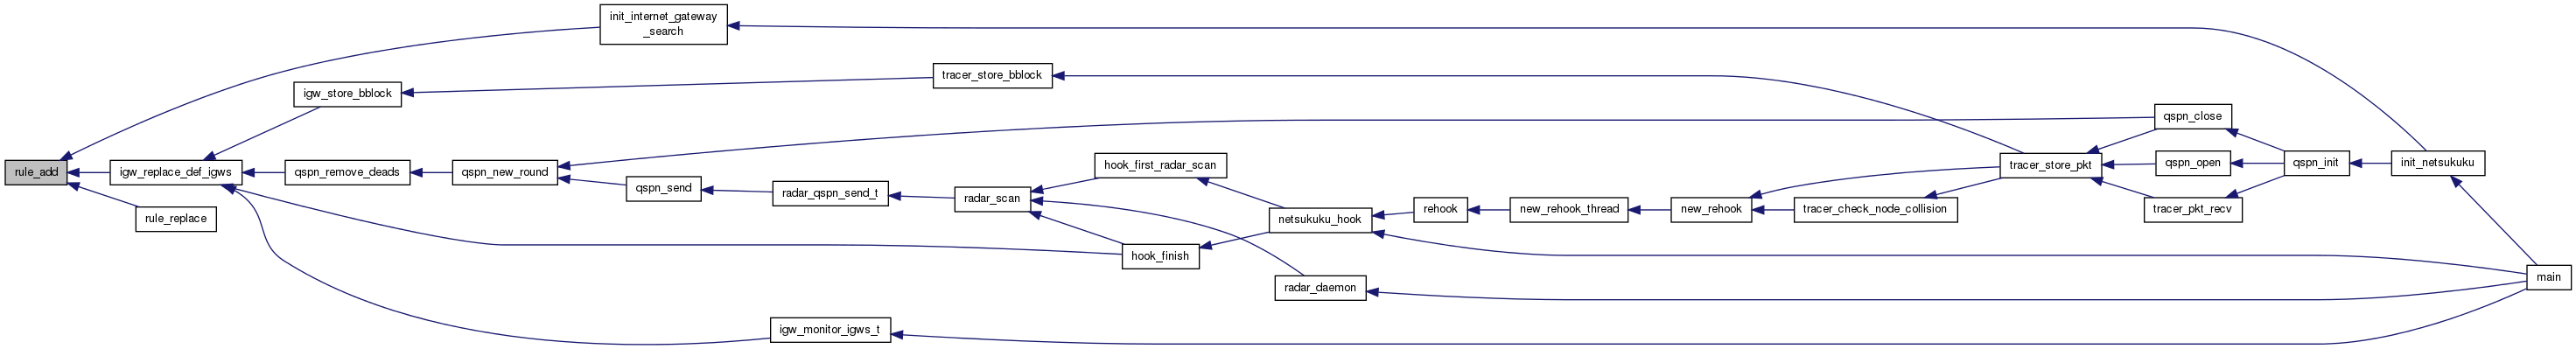 init_internet_gateway
_search
tracer_store_bblock
igw_store_bblock
qspn_close
hook_first_radar_scan
tracer_store_pkt
qspn_open
qspn_init
init_netsukuku
rule_add
igw_replace_def_igws
qspn_remove_deads
qspn_new_round
qspn_send
radar_qspn_send_t
radar_scan
rehook
new_rehook_thread
new_rehook
tracer_check_node_collision
tracer_pkt_recv
rule_replace
netsukuku_hook
hook_finish
main
radar_daemon
igw_monitor_igws_t